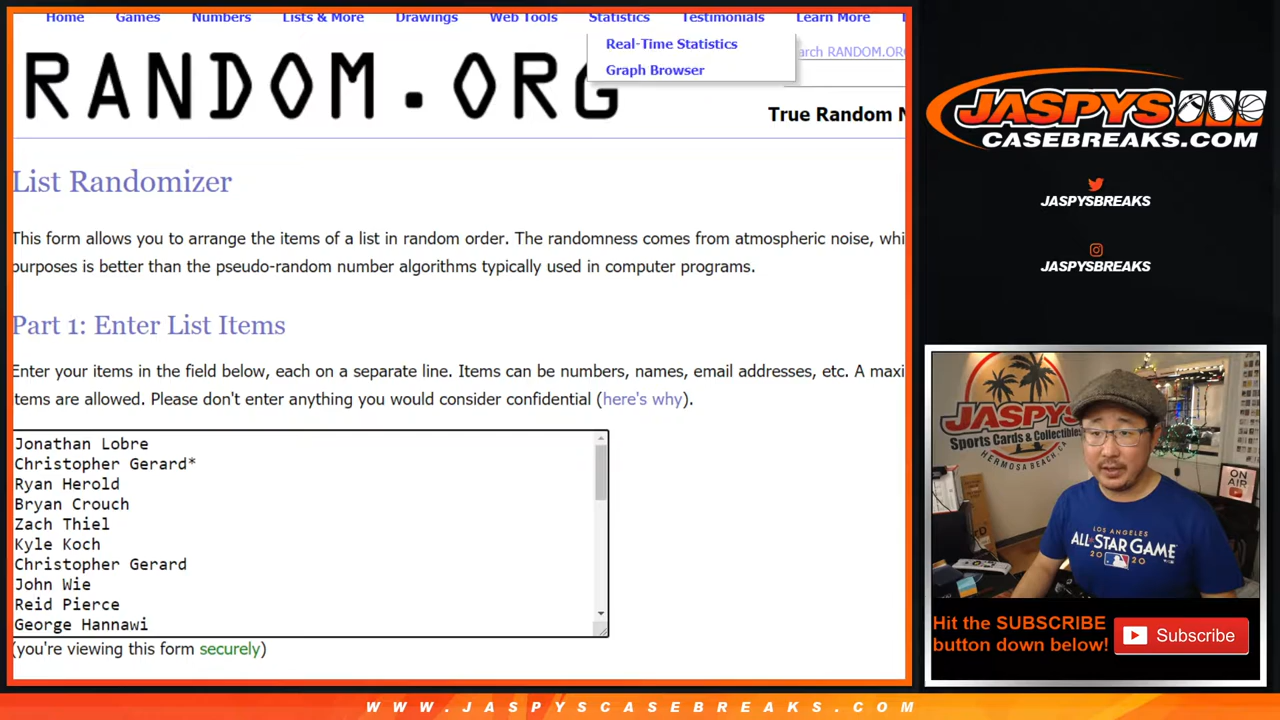 Home Games Numbers Lists & More Drawings Web Tools Statistics Testimonials Learn More
Real-Time Statistics
Graph Browser
arch RANDOM.ORG
RANDOM.ORG
True Random N
List Randomizer
This form allows you to arrange the items of a list in random order. The randomness comes from atmospheric noise, whi
purposes is better than the pseudo-random number algorithms typically used in computer programs.
Part 1: Enter List Items
Enter your items in the field below, each on a separate line. Items can be numbers, names, email addresses, etc. A maxi
tems are allowed. Please don't enter anything you would consider confidential (here's why).
Jonathan Lobre
Christopher Gerard*
Ryan Herold
Bryan Crouch
Zach Thiel
Kyle Koch
Christopher Gerard
John Wie
Reid Pierce
George Hannawi
(you're viewing this form securely)
JASPYS
CASEBREAKS.COM
JASPYSBREAKS
JASPYSBREAKS
JASPYS
Sports Cards & Collectibles
HERMOSA BEACH
ON
AIR
LOS ANGELES
ALL STAR GAME
2020
Hit the SUBSCRIBE
button down below!
Subscribe
WWW.JASPYSCASEBREAKS.COM